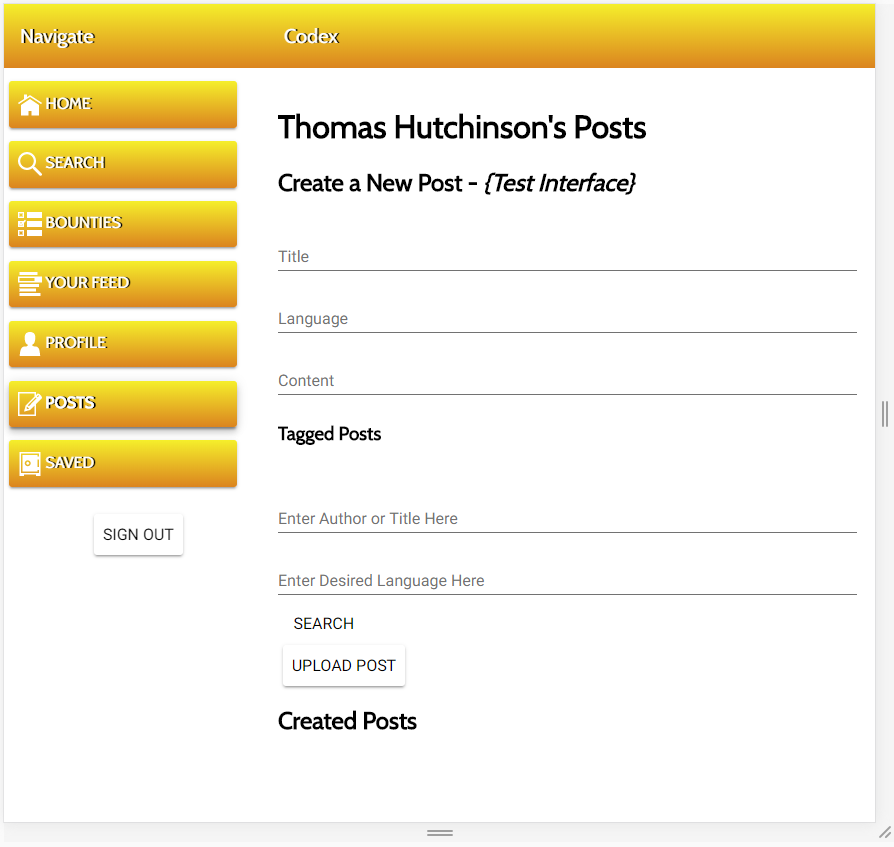 Navigate
Codex
HOME
SEARCH
BOUNTIES
YOUR FEED
PROFILE
POSTS
SAVED
SIGN OUT
Thomas Hutchinson's Posts
Create a New Post - {Test Interface}
Title
Language
Content
Tagged Posts
Enter Author or Title Here
Enter Desired Language Here
SEARCH
UPLOAD POST
Created Posts